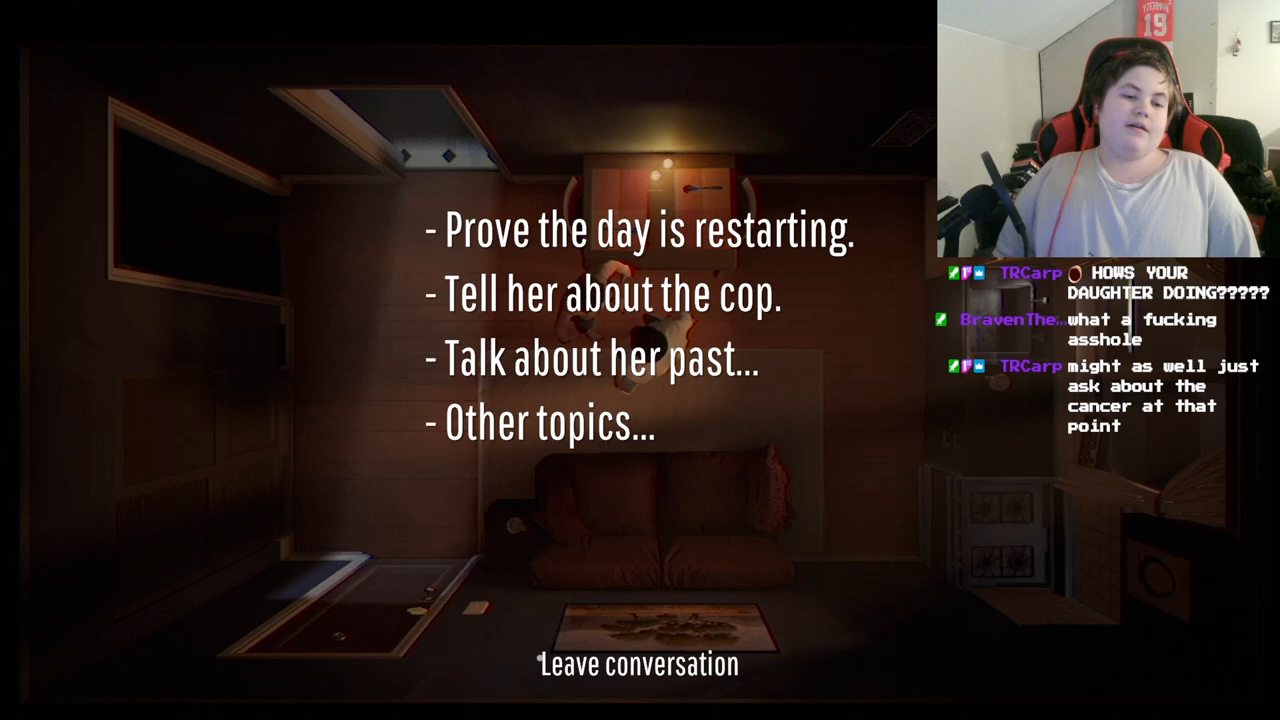 YZERMAN
19
- Prove the day is restarting.
- Tell her about the cop.
- Talk about her past...
- Other topics...
Leave conversation
TRCarp HOWS YOUR
DAUGHTER DOING?????
BravenThe... what a fucking
asshole
TRCarp might as well just
ask about the
cancer at that
point